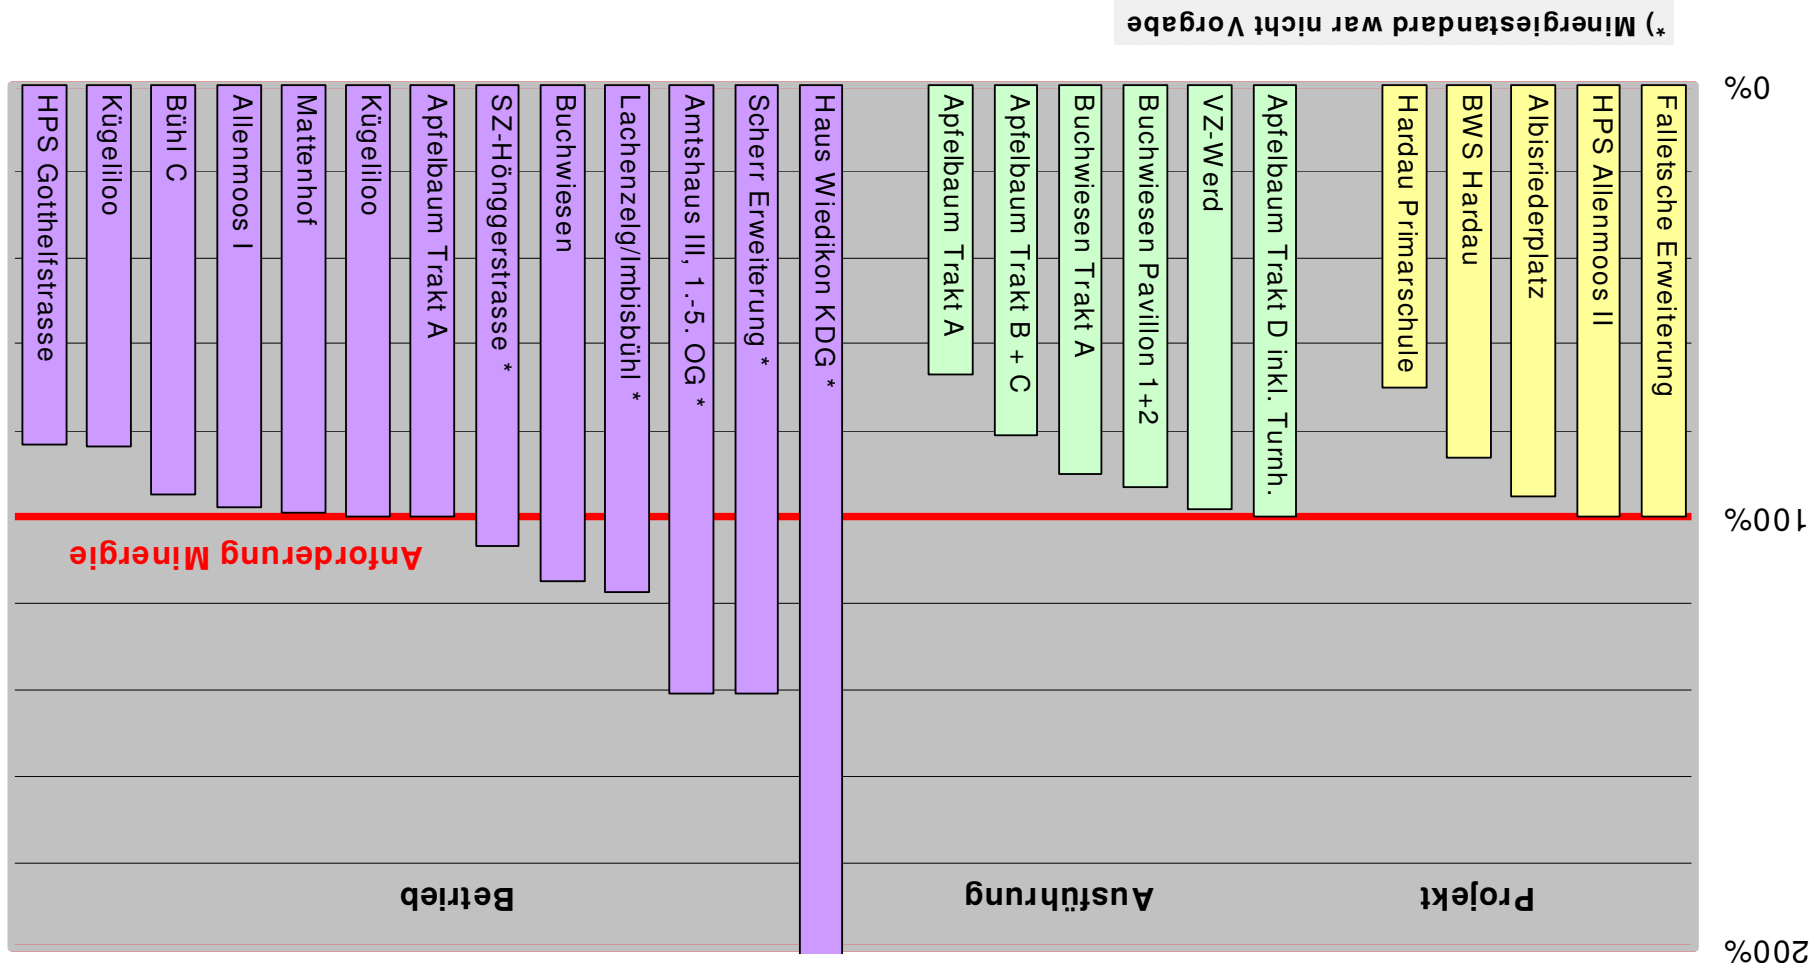 200%
Projekt
Ausführung
Betrieb
100%
Anforderung Minergie
Falletsche Erweiterung
HPS Allenmoos II
Albisriederplatz
BWS Hardau
Hardau Primarschule
Apfelbaum Trakt D inkl. Turnh.
VZ-Werd
Buchwiesen Pavillon 1+2
Buchwiesen Trakt A
Apfelbaum Trakt B + C
Apfelbaum Trakt A
Haus Wiedikon KDG *
Scherr Erweiterung *
Amtshaus III, 1.-5. OG *
Lachenzelg/Imbisbühl *
Buchwiesen
SZ-Hönggerstrasse *
Apfelbaum Trakt A
Kügeliloo
Mattenhof
Allenmoos I
Bühl C
Kügeliloo
HPS Gotthelfstrasse
0%
*) Minergiestandard war nicht Vorgabe